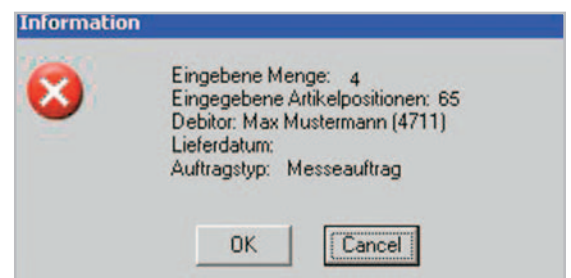 Information
Eingebene Menge: 4
Eingegebene Artikelpositionen: 65
Debitor: Max Mustermann (4711)
Lieferdatum:
Auftragstyp: Messeauftrag
OK Cancel